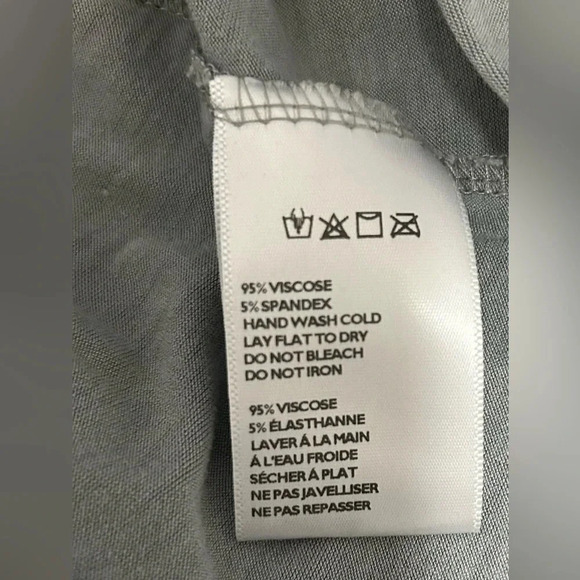 95% VISCOSE
5% SPANDEX
HAND WASH COLD
LAY FLAT TO DRY
DO NOT BLEACH
DO NOT IRON
95% VISCOSE
5% ÉLASTHANNE
LAVER Á LA MAIN
Á L'EAU FROIDE
SÉCHER Á PLAT
NE PAS JAVELLISER
NE PAS REPASSER